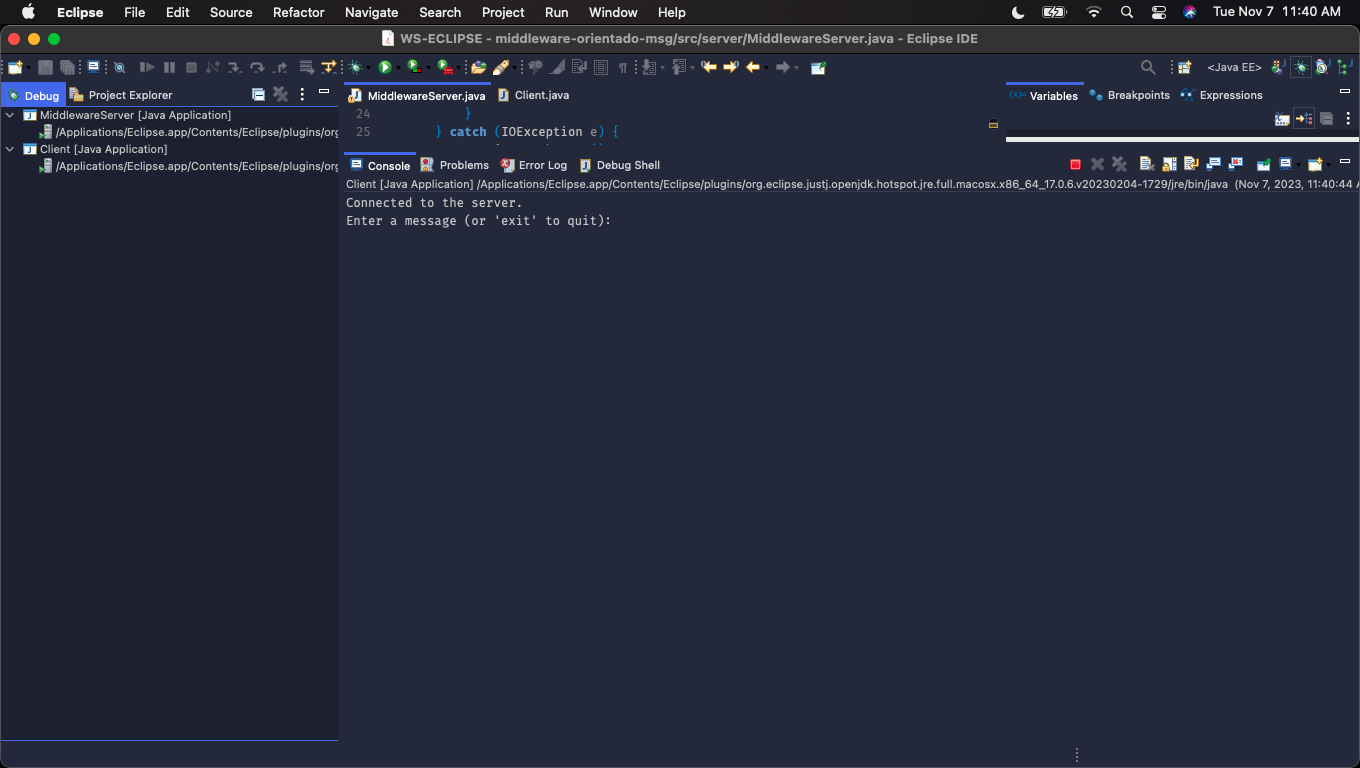 Eclipse File Edit Source Refactor Navigate Search Project Run Window Help Tue Nov 7 11:40 AM
WS-ECLIPSE - middleware-orientado-msg/src/server/MiddlewareServer.java - Eclipse IDE
<Java EE>
Debug Project Explorer
MiddlewareServer [Java Application]
/Applications/Eclipse.app/Contents/Eclipse/plugins/org
Client [Java Application]
/Applications/Eclipse.app/Contents/Eclipse/plugins/org
MiddlewareServer.java Client.java
24 }
25 } catch (IOException e) {
(x)= Variables Breakpoints Expressions
Console Problems Error Log Debug Shell
Client [Java Application] /Applications/Eclipse.app/Contents/Eclipse/plugins/org.eclipse.justj.openjdk.hotspot.jre.full.macosx.x86_64_17.0.6.v20230204-1729/jre/bin/java (Nov 7, 2023, 11:40:44 A
Connected to the server.
Enter a message (or 'exit' to quit):